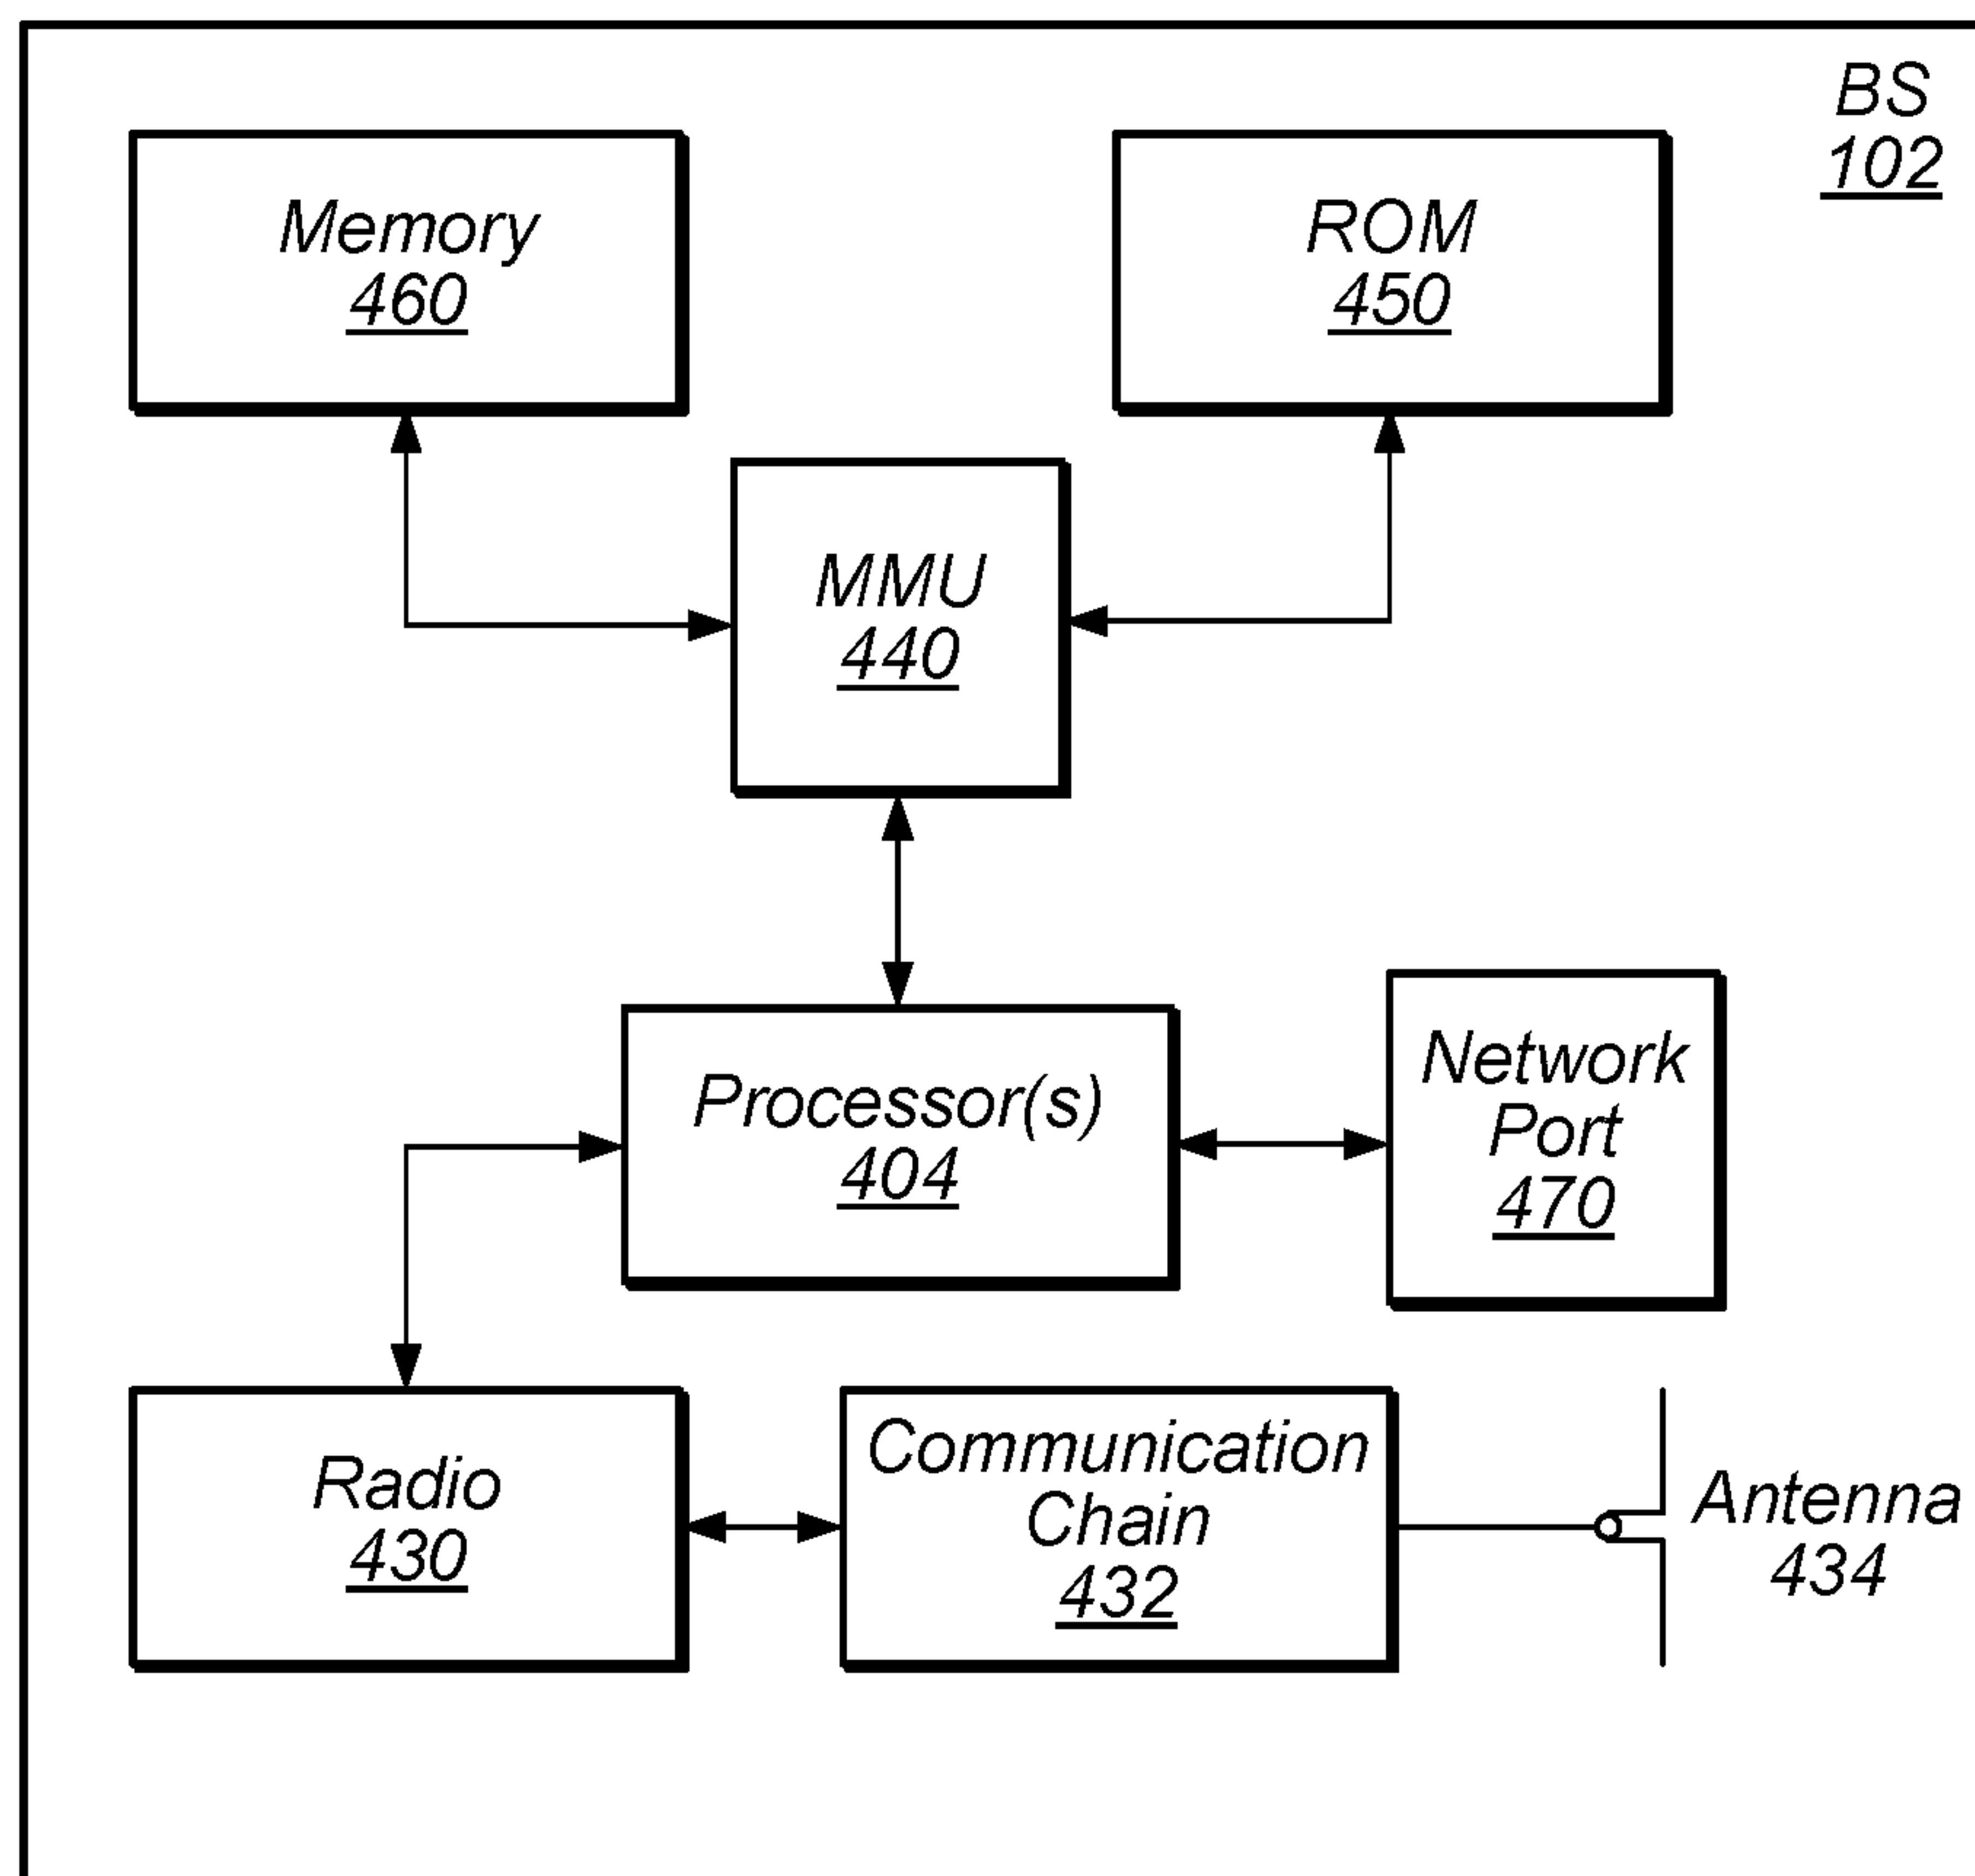 BS
102
Memory
460
ROM
450
MMU
440
Processor(s)
404
Network
Port
470
Radio
430
Communication
Chain
432
Antenna
434